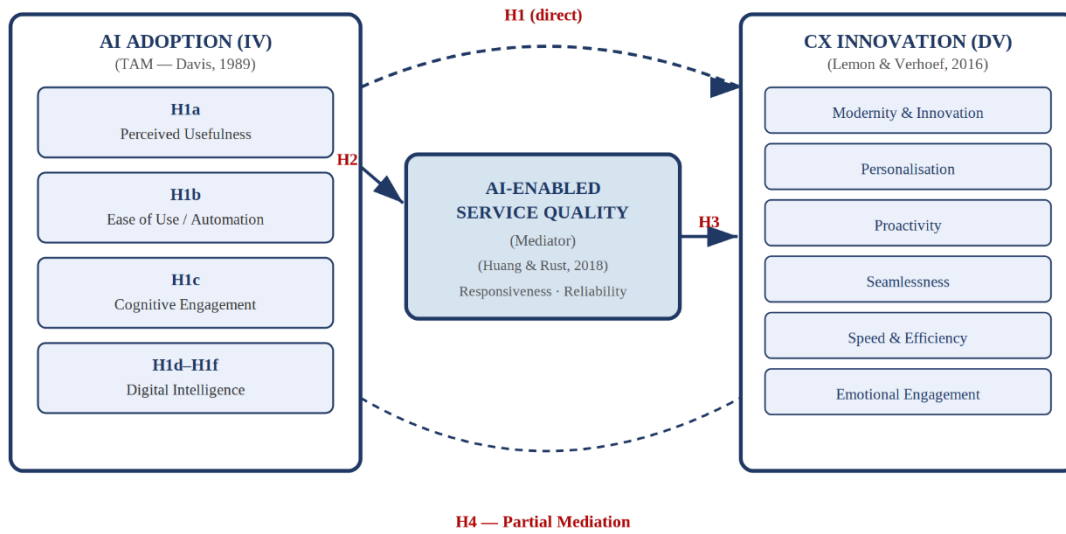 H1 (direct)
AI ADOPTION (IV)
(TAM — Davis, 1989)
H1a
Perceived Usefulness
H1b
Ease of Use / Automation
H1c
Cognitive Engagement
H1d–H1f
Digital Intelligence
H2
AI-ENABLED
SERVICE QUALITY
(Mediator)
(Huang & Rust, 2018)
Responsiveness · Reliability
H3
CX INNOVATION (DV)
(Lemon & Verhoef, 2016)
Modernity & Innovation
Personalisation
Proactivity
Seamlessness
Speed & Efficiency
Emotional Engagement
H4 — Partial Mediation